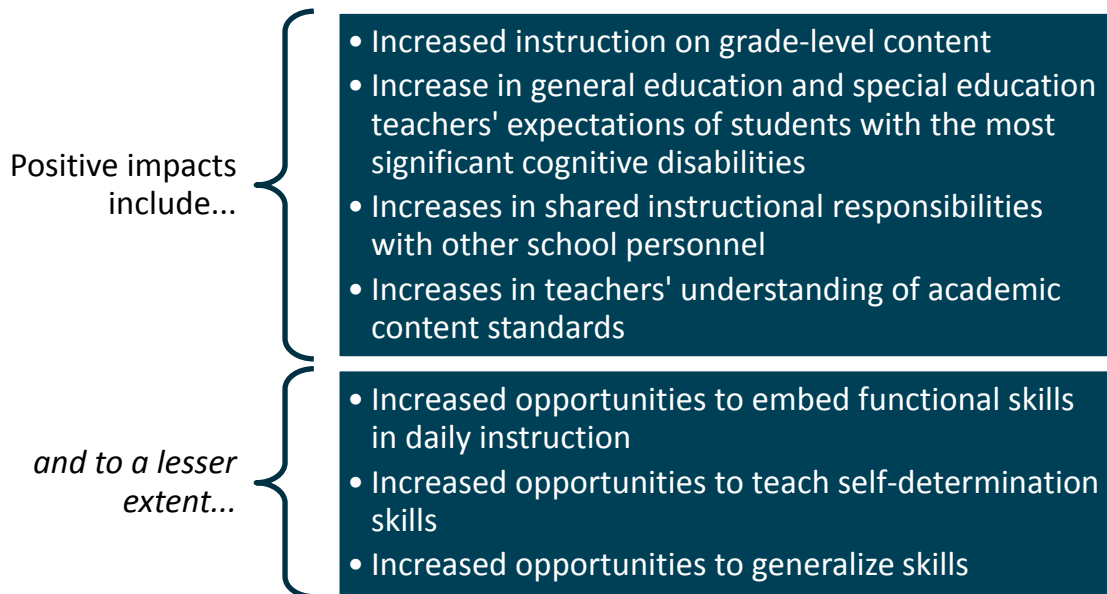 Positive impacts
include...
• Increased instruction on grade-level content
• Increase in general education and special education
teachers' expectations of students with the most
significant cognitive disabilities
• Increases in shared instructional responsibilities
with other school personnel
• Increases in teachers' understanding of academic
content standards
and to a lesser
extent...
• Increased opportunities to embed functional skills
in daily instruction
• Increased opportunities to teach self-determination
skills
• Increased opportunities to generalize skills